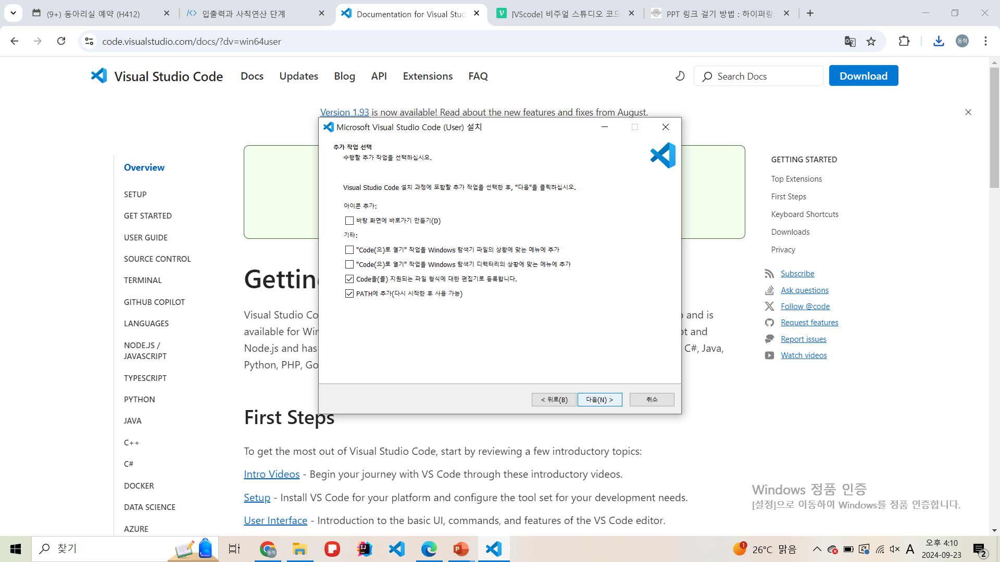 (9+) 동아리실 예약 (H412)
입출력과 사칙연산 단계
Documentation for Visual Stud
[VScode] 비주얼 스튜디오 코드
PPT 링크 걸기 방법 : 하이퍼링
code.visualstudio.com/docs/?dv=win64user
동혁
Visual Studio Code
Docs
Updates
Blog
API
Extensions
FAQ
Search Docs
Download
Version 1.93 is now available! Read about the new features and fixes from August.
Microsoft Visual Studio Code (User) 설치
추가 작업 선택
수행할 추가 작업을 선택하십시오.
Visual Studio Code 설치 과정에 포함할 추가 작업을 선택한 후, "다음"을 클릭하십시오.
아이콘 추가:
바탕 화면에 바로가기 만들기(D)
기타:
"Code(으)로 열기" 작업을 Windows 탐색기 파일의 상황에 맞는 메뉴에 추가
"Code(으)로 열기" 작업을 Windows 탐색기 디렉터리의 상황에 맞는 메뉴에 추가
Code을(를) 지원되는 파일 형식에 대한 편집기로 등록합니다.
PATH에 추가(다시 시작한 후 사용 가능)
< 뒤로(B)
다음(N) >
취소
Overview
SETUP
GET STARTED
USER GUIDE
SOURCE CONTROL
TERMINAL
GITHUB COPILOT
LANGUAGES
NODE.JS /
JAVASCRIPT
TYPESCRIPT
PYTHON
JAVA
C++
C#
DOCKER
DATA SCIENCE
AZURE
Getting
Visual Studio Co
and is
available for Win
pt and
Node.js and has
C#, Java,
Python, PHP, Go
First Steps
To get the most out of Visual Studio Code, start by reviewing a few introductory topics:
Intro Videos - Begin your journey with VS Code through these introductory videos.
Setup - Install VS Code for your platform and configure the tool set for your development needs.
User Interface - Introduction to the basic UI, commands, and features of the VS Code editor.
GETTING STARTED
Top Extensions
First Steps
Keyboard Shortcuts
Downloads
Privacy
Subscribe
Ask questions
Follow @code
Request features
Report issues
Watch videos
Windows 정품 인증
[설정]으로 이동하여 Windows를 정품 인증합니다.
찾기
동혁
1
26°C 맑음
A
오후 4:10
2024-09-23
2